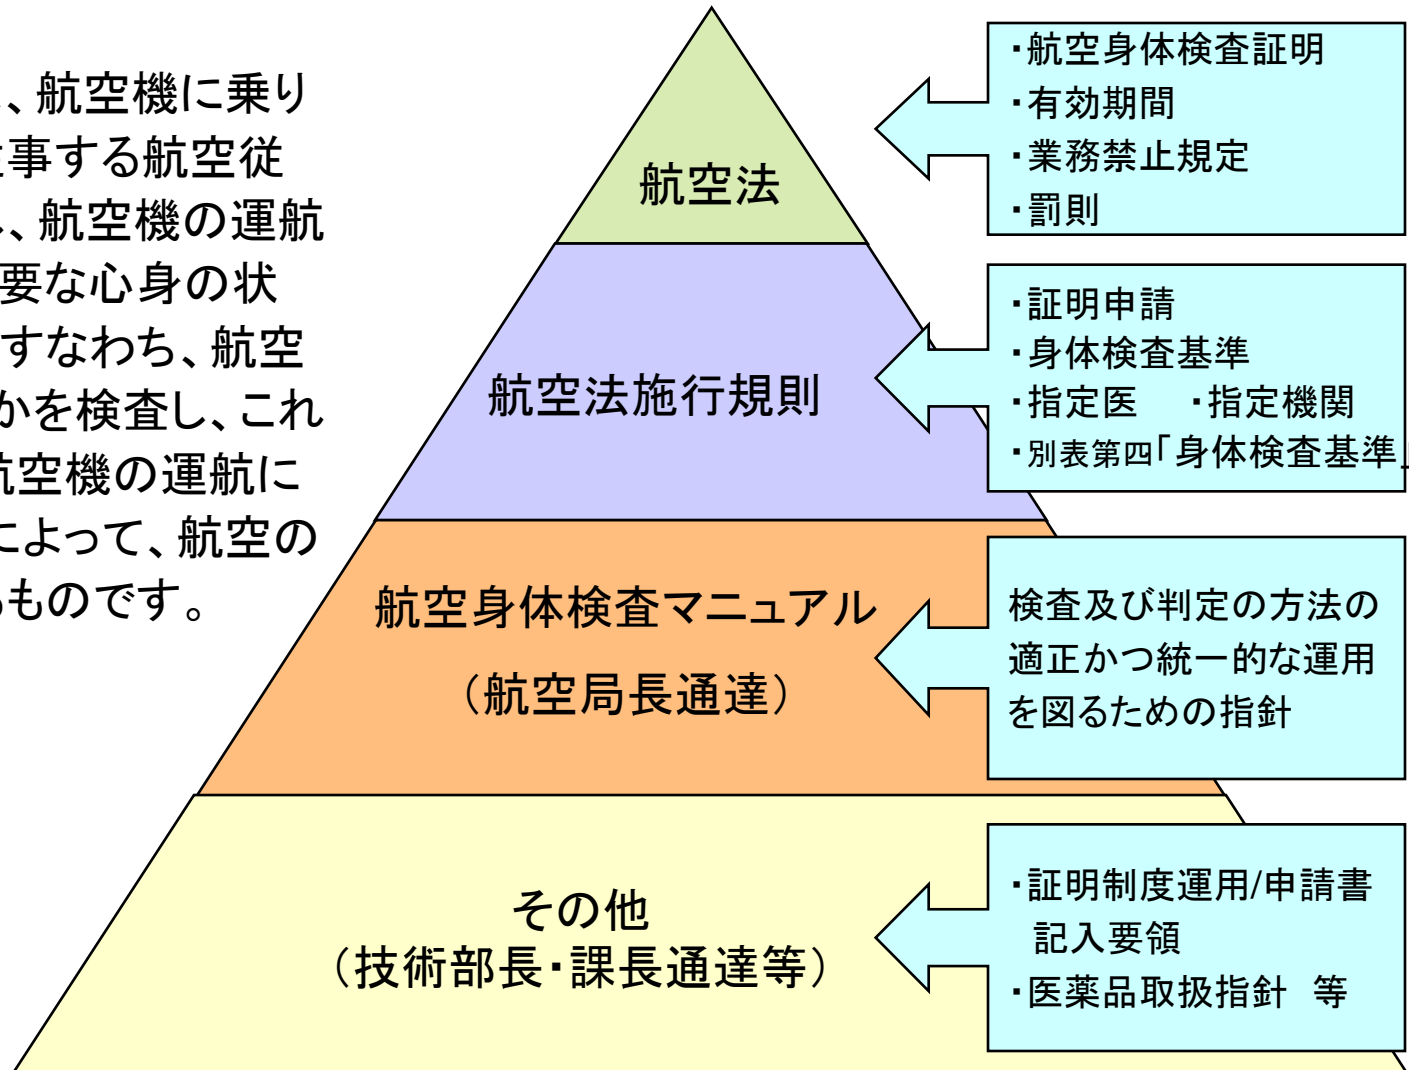 、航空機に乗り
事する航空従
、航空機の運航
要な心身の状
すなわち、航空
かを検査し、これ
航空機の運航に
によって、航空の
ものです。
航空法
・航空身体検査証明
・有効期間
・業務禁止規定
・罰則
航空法施行規則
・証明申請
・身体検査基準
・指定医 ・指定機関
・別表第四「身体検査基準」
航空身体検査マニュアル
（航空局長通達）
検査及び判定の方法の
適正かつ統一的な運用
を図るための指針
その他
（技術部長・課長通達等）
・証明制度運用/申請書
記入要領
・医薬品取扱指針 等